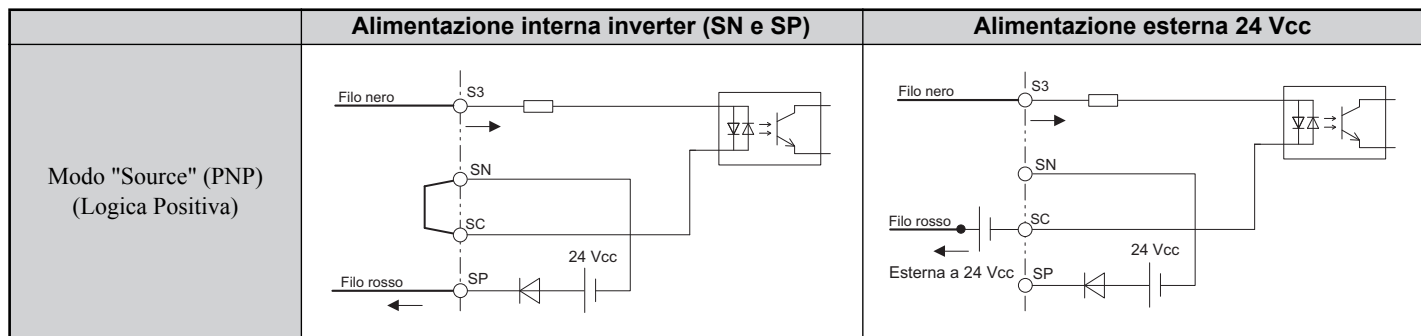 Alimentazione interna inverter (SN e SP)
Alimentazione esterna 24 Vcc
Modo "Source" (PNP)
(Logica Positiva)
Filo nero
S3
SN
SC
24 Vcc
Filo rosso
SP
Filo nero
S3
SN
Filo rosso
SC
24 Vcc
Esterna a 24 Vcc
SP